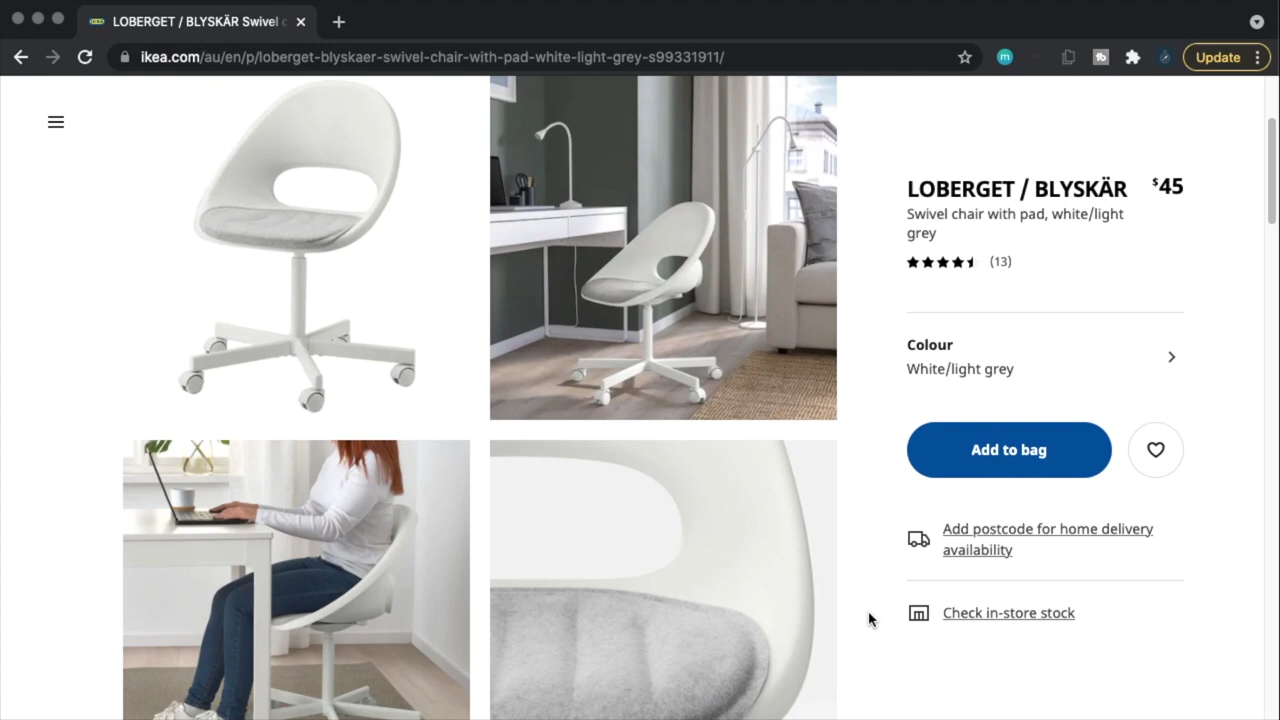 LOBERGET / BLYSKÄR Swivel c
ikea.com/au/en/p/loberget-blyskaer-swivel-chair-with-pad-white-light-grey-s99331911/
Update
LOBERGET / BLYSKÄR
$45
Swivel chair with pad, white/light
grey
(13)
Colour
White/light grey
Add to bag
Add postcode for home delivery
availability
Check in-store stock